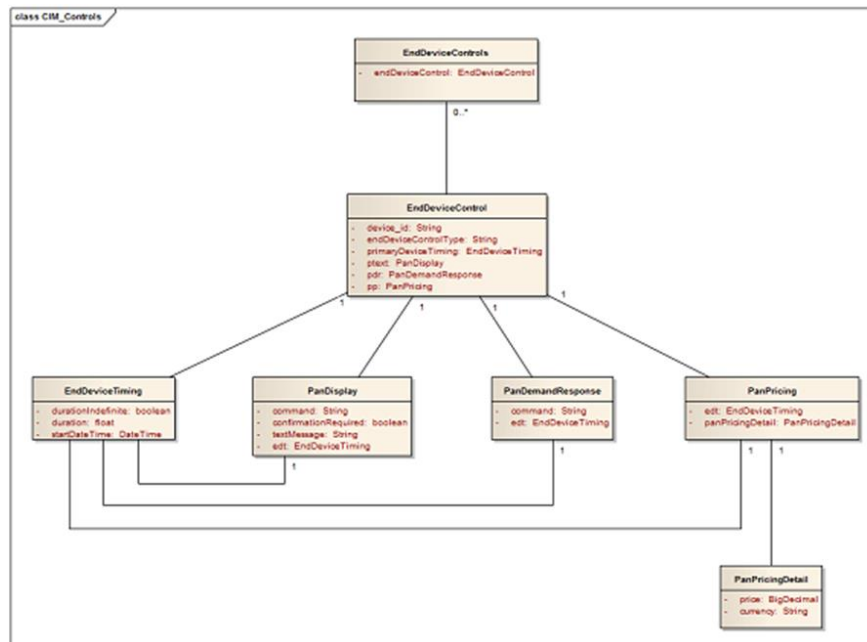 class CIM_Controls
EndDeviceControls
- endDeviceControl: EndDeviceControl
0..*
EndDeviceControl
- device_id: String
- endDeviceControlType: String
- primaryDeviceTiming: EndDeviceTiming
- ptext: PanDisplay
- pdr: PanDemandResponse
- pp: PanPricing
1
1
1
1
EndDeviceTiming
- durationIndefinite: boolean
- duration: float
- startDateTime: DateTime
PanDisplay
- command: String
- confirmationRequired: boolean
- textMessage: String
- edt: EndDeviceTiming
1
PanDemandResponse
- command: String
- edt: EndDeviceTiming
1
PanPricing
- edt: EndDeviceTiming
- panPricingDetail: PanPricingDetail
1
1
PanPricingDetail
- price: BigDecimal
- currency: String